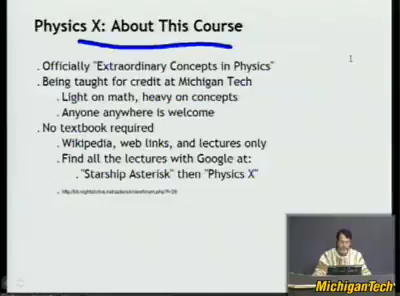 Physics X: About This Course
. Officially "Extraordinary Concepts in Physics"
. Being taught for credit at Michigan Tech
. Light on math, heavy on concepts
. Anyone anywhere is welcome
. No textbook required
. Wikipedia, web links, and lectures only
. Find all the lectures with Google at:
. "Starship Asterisk" then "Physics X"
1
MichiganTech